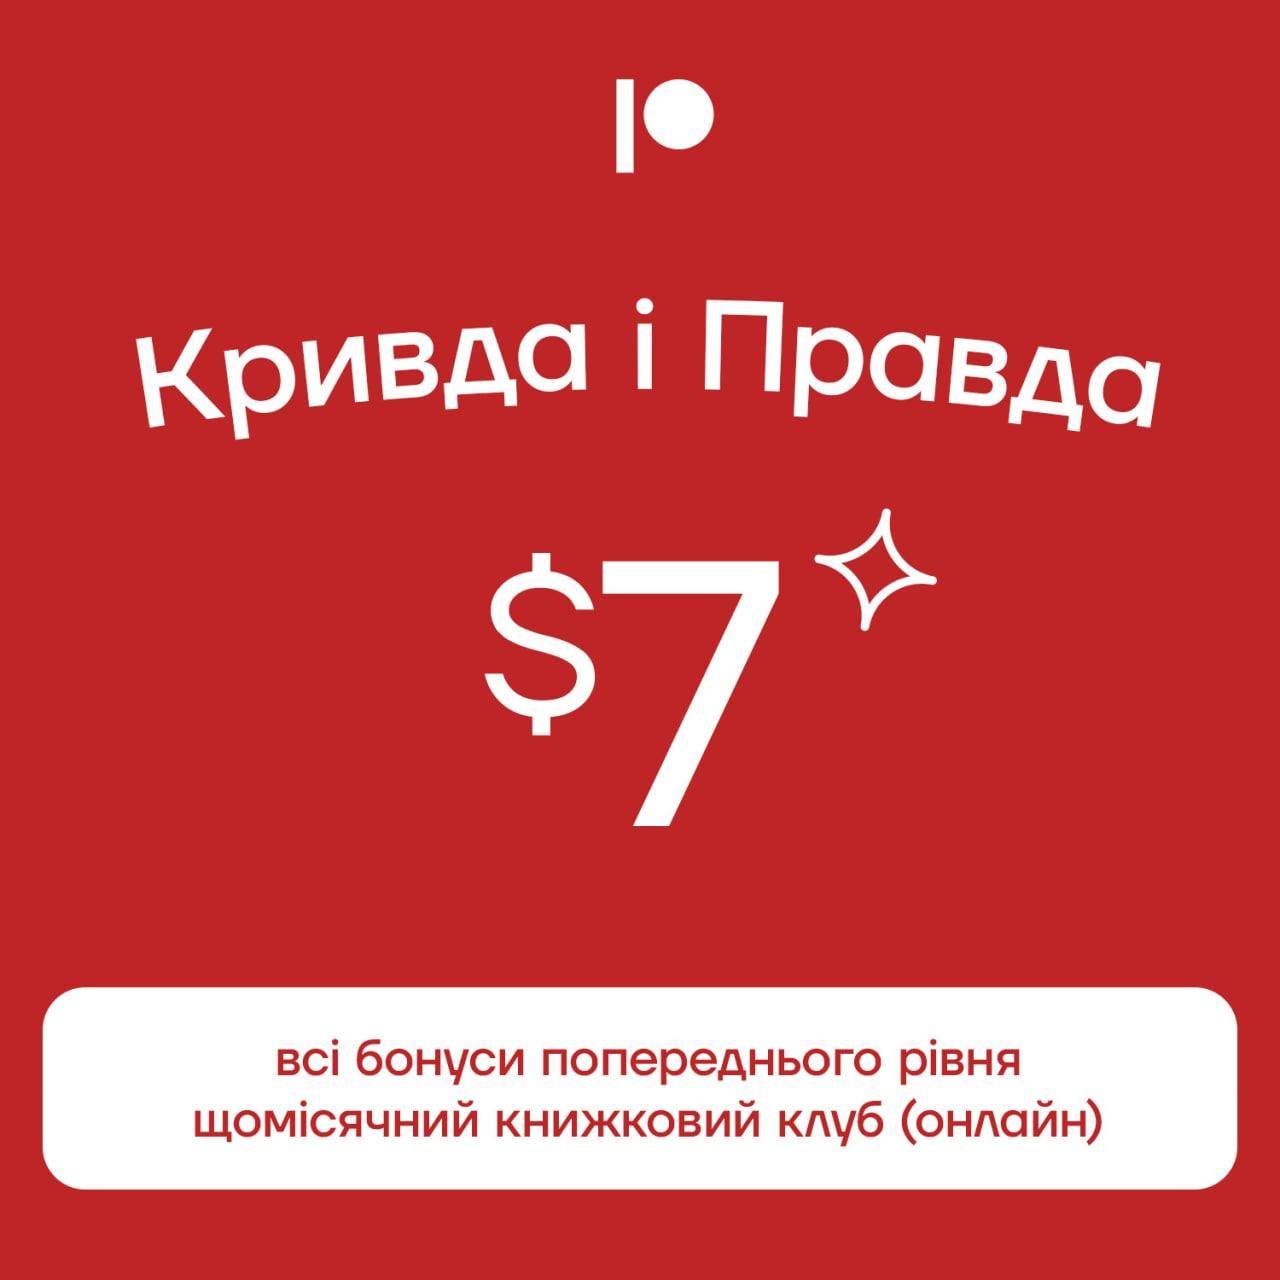 Кривда і Правда
$7
всі бонуси попереднього рівня
щомісячний книжковий клуб (онлайн)